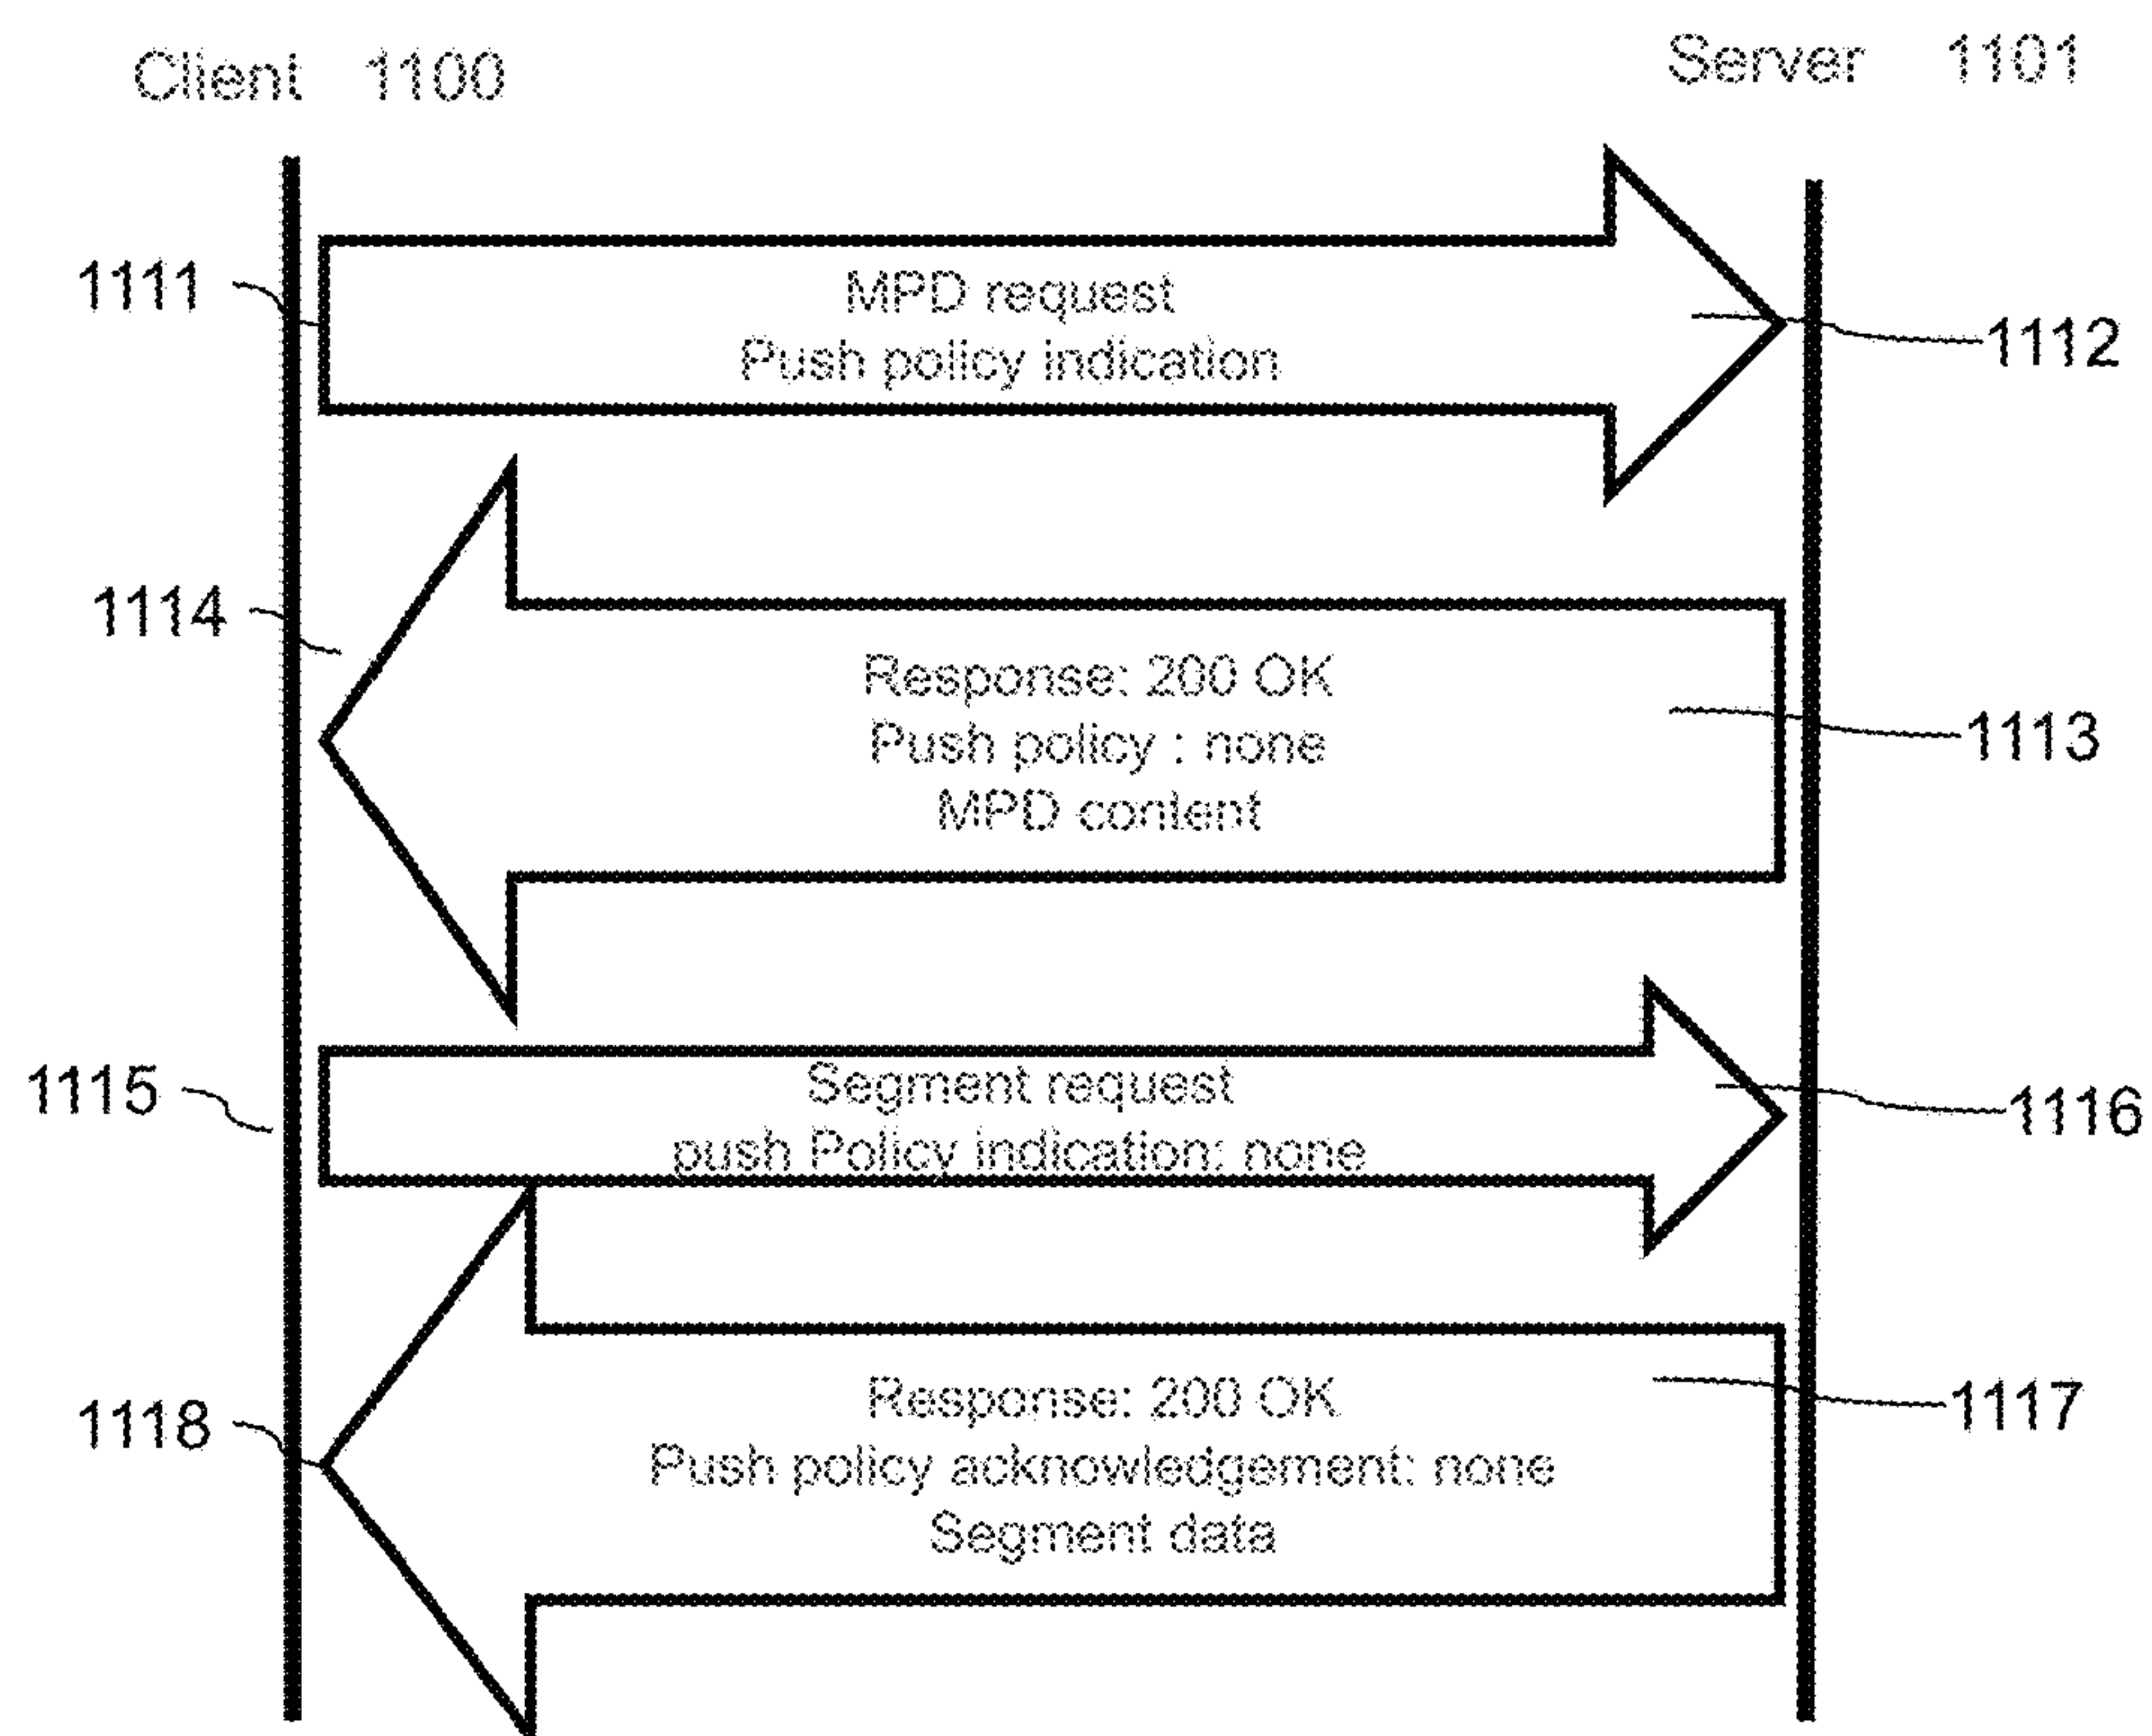 Client 1100
Server 1101
1111
MPD request
Push policy indication
1112
1114
Response: 200 OK
Push policy : none
MPD content
1113
1115
Segment request
push Policy indication: none
1116
1118
Response: 200 OK
Push policy acknowledgement: none
Segment data
1117